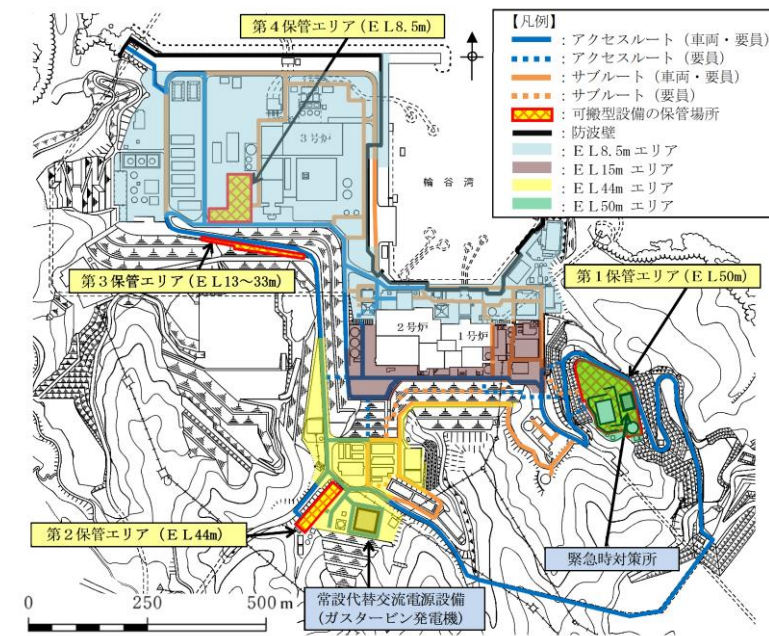 第4保管エリア(EL8.5m)
【凡例】
:アクセスルート(車両・要員)
:アクセスルート(要員)
:サブルート(車両・要員)
:サブルート(要員)
:可搬型設備の保管場所
:防波壁
:EL8.5mエリア
:EL15mエリア
:EL44mエリア
:EL50mエリア
3号炉
輪谷湾
第3保管エリア(EL13~33m)
第1保管エリア(EL50m)
2号炉
1号炉
第2保管エリア(EL44m)
緊急時対策所
常設代替交流電源設備
(ガスタービン発電機)
0 250 500 m